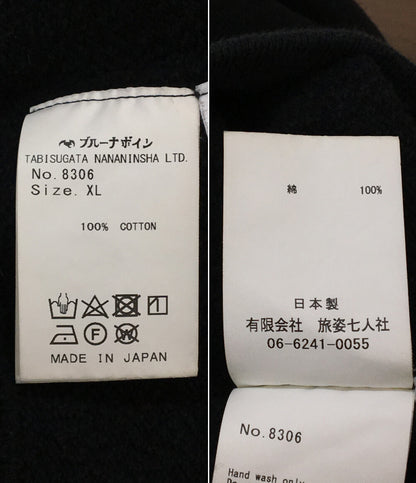 ブルーナボイン
TABISUGATA NANANINSHA LTD.
No. 8306
Size. XL
100% COTTON
F
W
MADE IN JAPAN
綿 100%
日本製
有限会社 旅姿七人社
06-6241-0055
No. 8306
Hand wash only